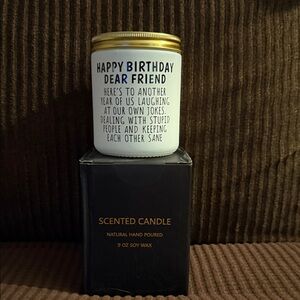 HAPPY BIRTHDAY
DEAR FRIEND
HERE'S TO ANOTHER
YEAR OF US LAUGHING
AT OUR OWN JOKES.
DEALING WITH STUPID
PEOPLE AND KEEPING
EACH OTHER SANE
SCENTED CANDLE
NATURAL HAND POURED
9 OZ SOY WAX